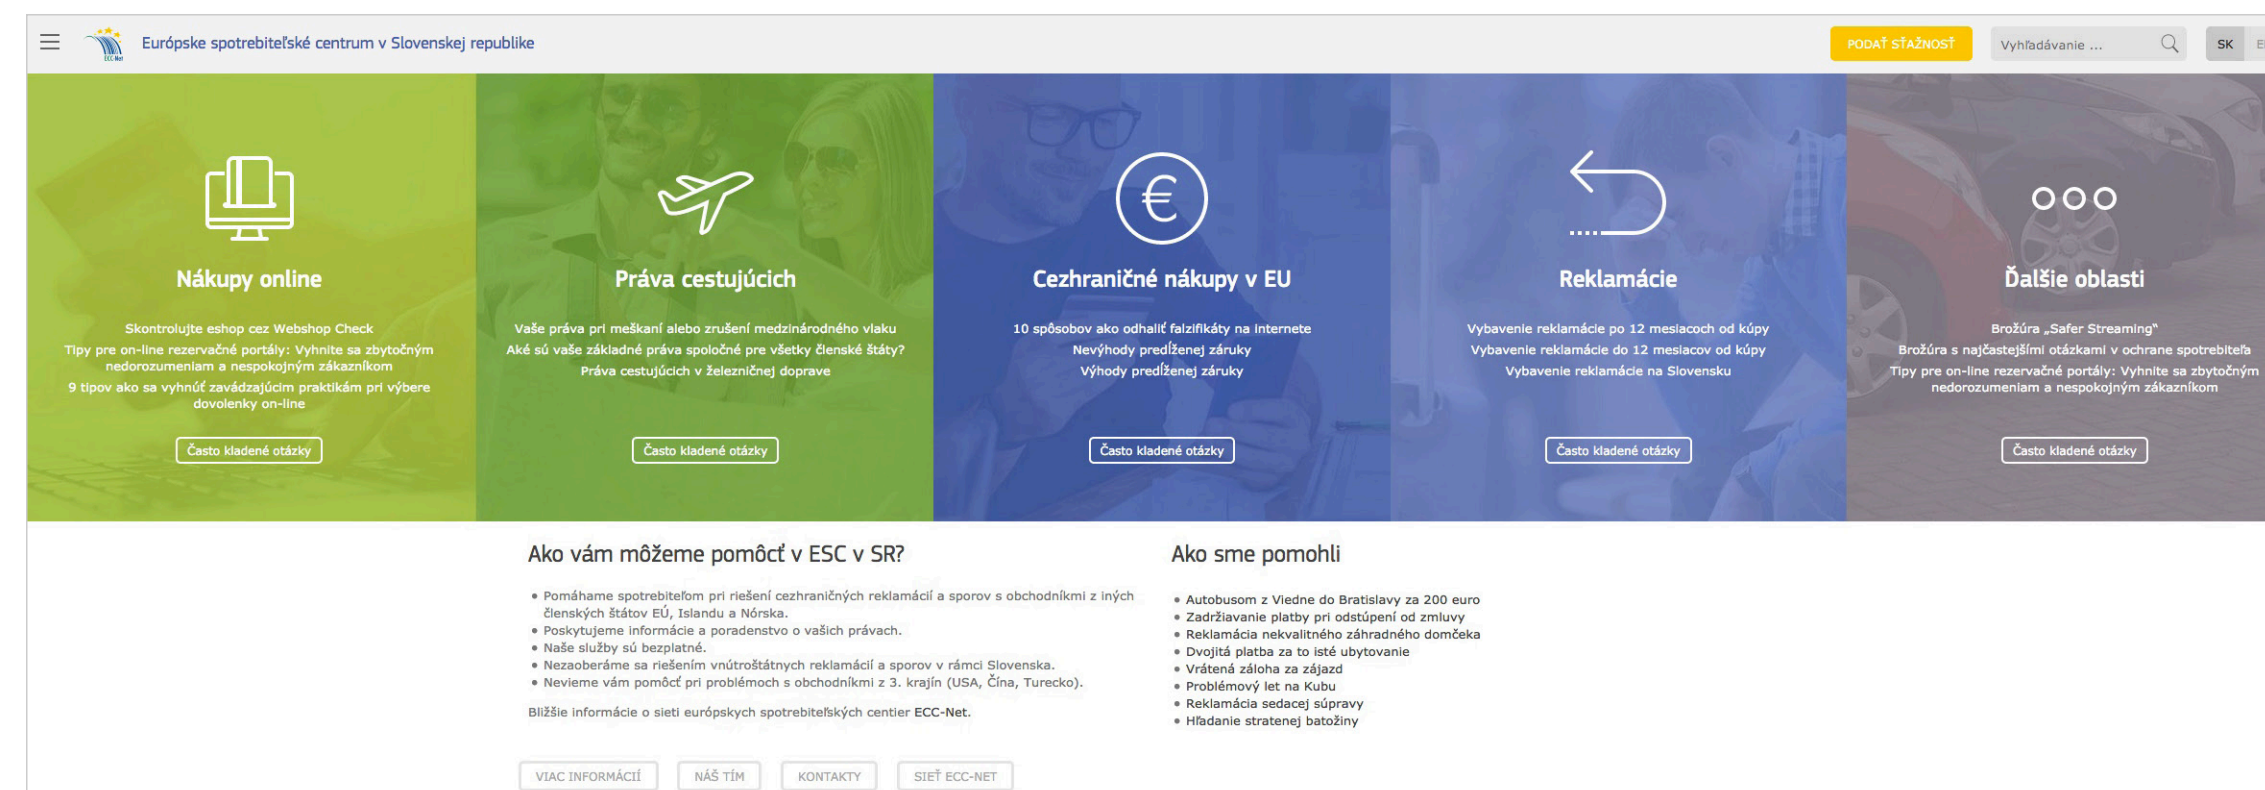 ECC-Net
Európske spotrebiteľské centrum v Slovenskej republike
PODAŤ SŤAŽNOSŤ
Vyhľadávanie ...
SK
Nákupy online
Skontrolujte eshop cez Webshop Check
Tipy pre on-line rezervačné portály: Vyhnite sa zbytočným
nedorozumeniam a nespokojným zákazníkom
9 tipov ako sa vyhnúť zavádzajúcim praktikám pri výbere
dovolenky on-line
Často kladené otázky
Práva cestujúcich
Vaše práva pri meškaní alebo zrušení medzinárodného vlaku
Aké sú vaše základné práva spoločné pre všetky členské štáty?
Práva cestujúcich v železničnej doprave
Často kladené otázky
Cezhraničné nákupy v EU
10 spôsobov ako odhaliť falzifikáty na internete
Nevýhody predĺženej záruky
Výhody predĺženej záruky
Často kladené otázky
Reklamácie
Vybavenie reklamácie po 12 mesiacoch od kúpy
Vybavenie reklamácie do 12 mesiacov od kúpy
Vybavenie reklamácie na Slovensku
Často kladené otázky
Ďalšie oblasti
Brožúra „Safer Streaming“
Brožúra s najčastejšími otázkami v ochrane spotrebiteľa
Tipy pre on-line rezervačné portály: Vyhnite sa zbytočným
nedorozumeniam a nespokojným zákazníkom
Často kladené otázky
Ako vám môžeme pomôcť v ESC v SR?
• Pomáhame spotrebiteľom pri riešení cezhraničných reklamácií a sporov s obchodníkmi z iných
členských štátov EÚ, Islandu a Nórska.
• Poskytujeme informácie a poradenstvo o vašich právach.
• Naše služby sú bezplatné.
• Nezaoberáme sa riešením vnútroštátnych reklamácií a sporov v rámci Slovenska.
• Nevieme vám pomôcť pri problémoch s obchodníkmi z 3. krajín (USA, Čína, Turecko).
Bližšie informácie o sieti európskych spotrebiteľských centier ECC-Net.
VIAC INFORMÁCIÍ
NÁŠ TÍM
KONTAKTY
SIEŤ ECC-NET
Ako sme pomohli
• Autobusom z Viedne do Bratislavy za 200 euro
• Zadržiavanie platby pri odstúpení od zmluvy
• Reklamácia nekvalitného záhradného domčeka
• Dvojitá platba za to isté ubytovanie
• Vrátená záloha za zájazd
• Problémový let na Kubu
• Reklamácia sedacej súpravy
• Hľadanie stratenej batožiny